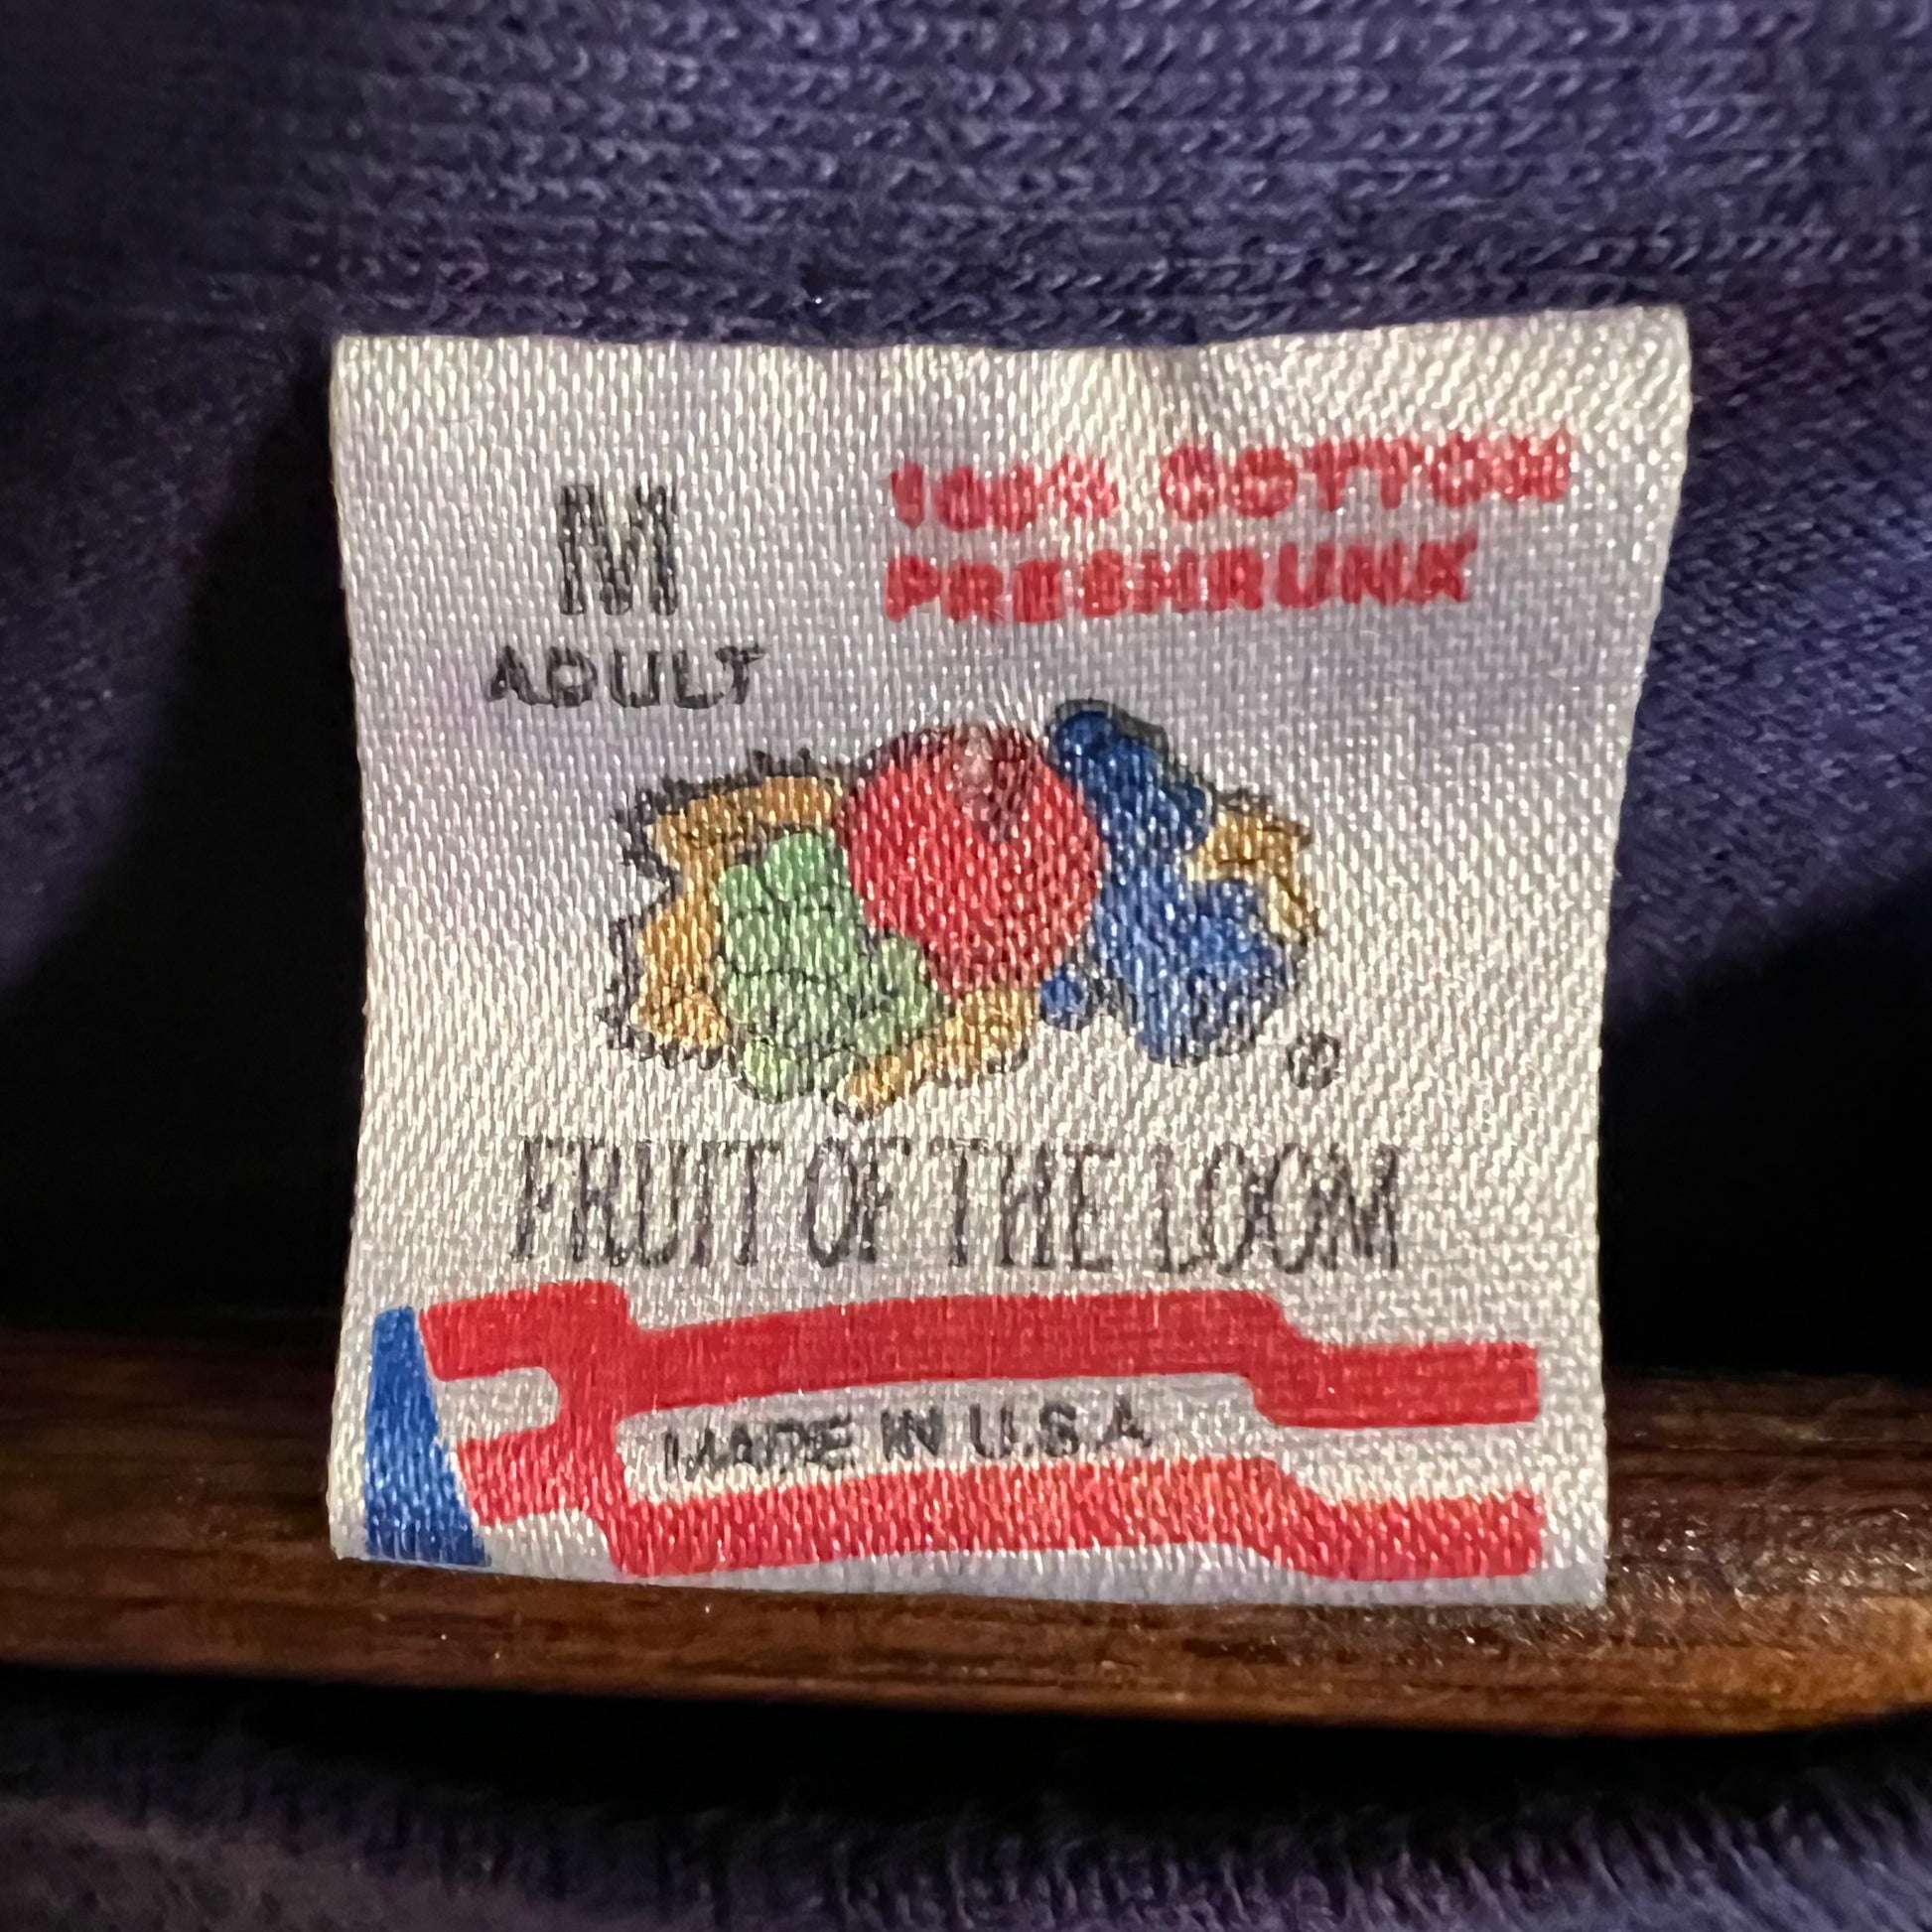 M
ADULT
100% COTTON
PRESHRUNK
®
FRUIT OF THE LOOM
MADE IN U.S.A.